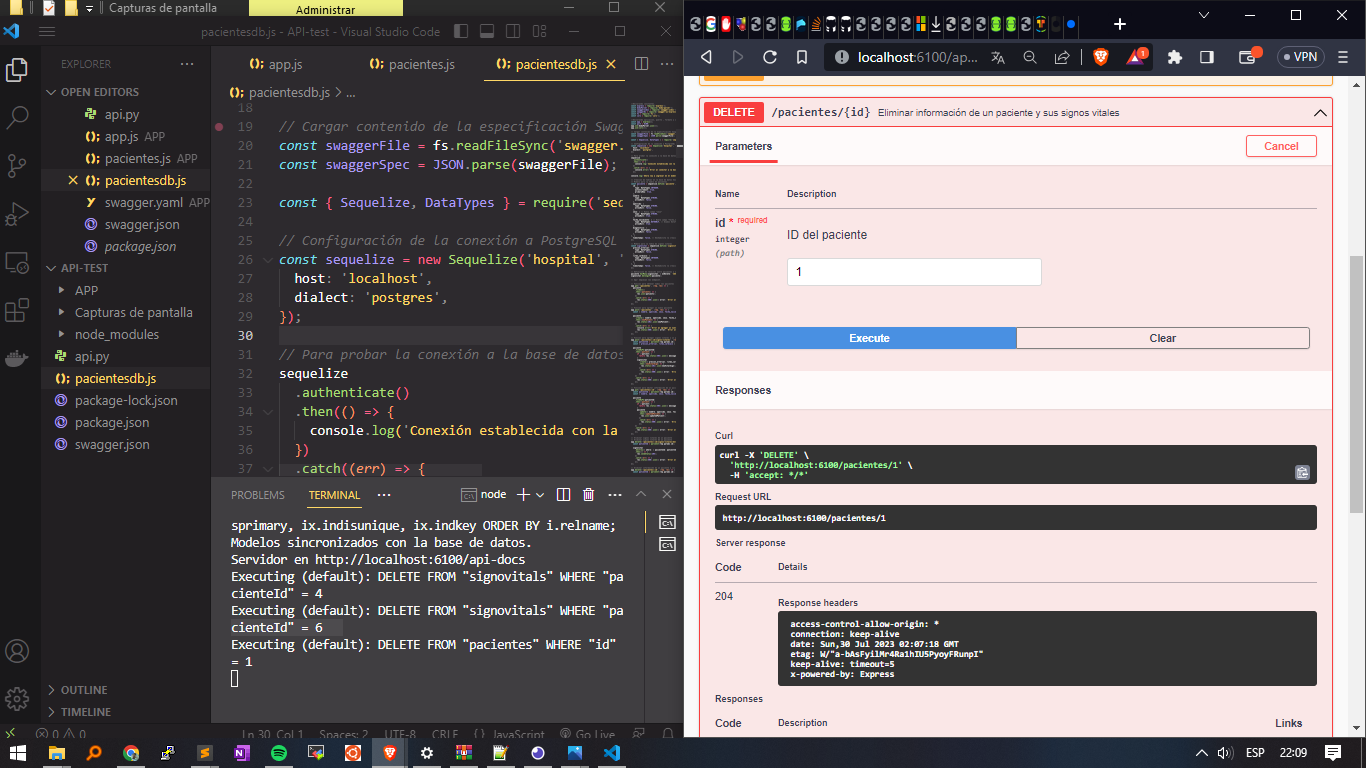 Capturas de pantalla
Administrar
pacientesdb.js - API-test - Visual Studio Code
EXPLORER
OPEN EDITORS
api.py
app.js APP
pacientes.js APP
pacientesdb.js
swagger.yaml APP
swagger.json
package.json
API-TEST
APP
Capturas de pantalla
node_modules
api.py
pacientesdb.js
package-lock.json
package.json
swagger.json
OUTLINE
TIMELINE
app.js
pacientes.js
pacientesdb.js
pacientesdb.js > ...
18
19 // Cargar contenido de la especificación Swag
20 const swaggerFile = fs.readFileSync('swagger.
21 const swaggerSpec = JSON.parse(swaggerFile);
22
23 const { Sequelize, DataTypes } = require('seq
24
25 // Configuración de la conexión a PostgreSQL
26 const sequelize = new Sequelize('hospital', '
27 host: 'localhost',
28 dialect: 'postgres',
29 });
30
31 // Para probar la conexión a la base de datos
32 sequelize
33 .authenticate()
34 .then(() => {
35 console.log('Conexión establecida con la
36 })
37 .catch((err) => {
PROBLEMS
TERMINAL
node
sprimary, ix.indisunique, ix.indkey ORDER BY i.relname;
Modelos sincronizados con la base de datos.
Servidor en http://localhost:6100/api-docs
Executing (default): DELETE FROM "signovitals" WHERE "pa
cienteId" = 4
Executing (default): DELETE FROM "signovitals" WHERE "pa
cienteId" = 6
Executing (default): DELETE FROM "pacientes" WHERE "id"
= 1
0 0
Ln 30, Col 1
Spaces: 2
UTF-8
CRLF
{} JavaScript
Go Live
localhost:6100/ap...
1
VPN
DELETE /pacientes/{id} Eliminar información de un paciente y sus signos vitales
Parameters
Cancel
Name Description
id * required
integer
(path)
ID del paciente
1
Execute
Clear
Responses
Curl
curl -X 'DELETE' \
'http://localhost:6100/pacientes/1' \
-H 'accept: */*'
Request URL
http://localhost:6100/pacientes/1
Server response
Code Details
204
Response headers
access-control-allow-origin: *
connection: keep-alive
date: Sun,30 Jul 2023 02:07:18 GMT
keep-alive: timeout=5
x-powered-by: Express
Responses
Code Description Links
ESP
22:09